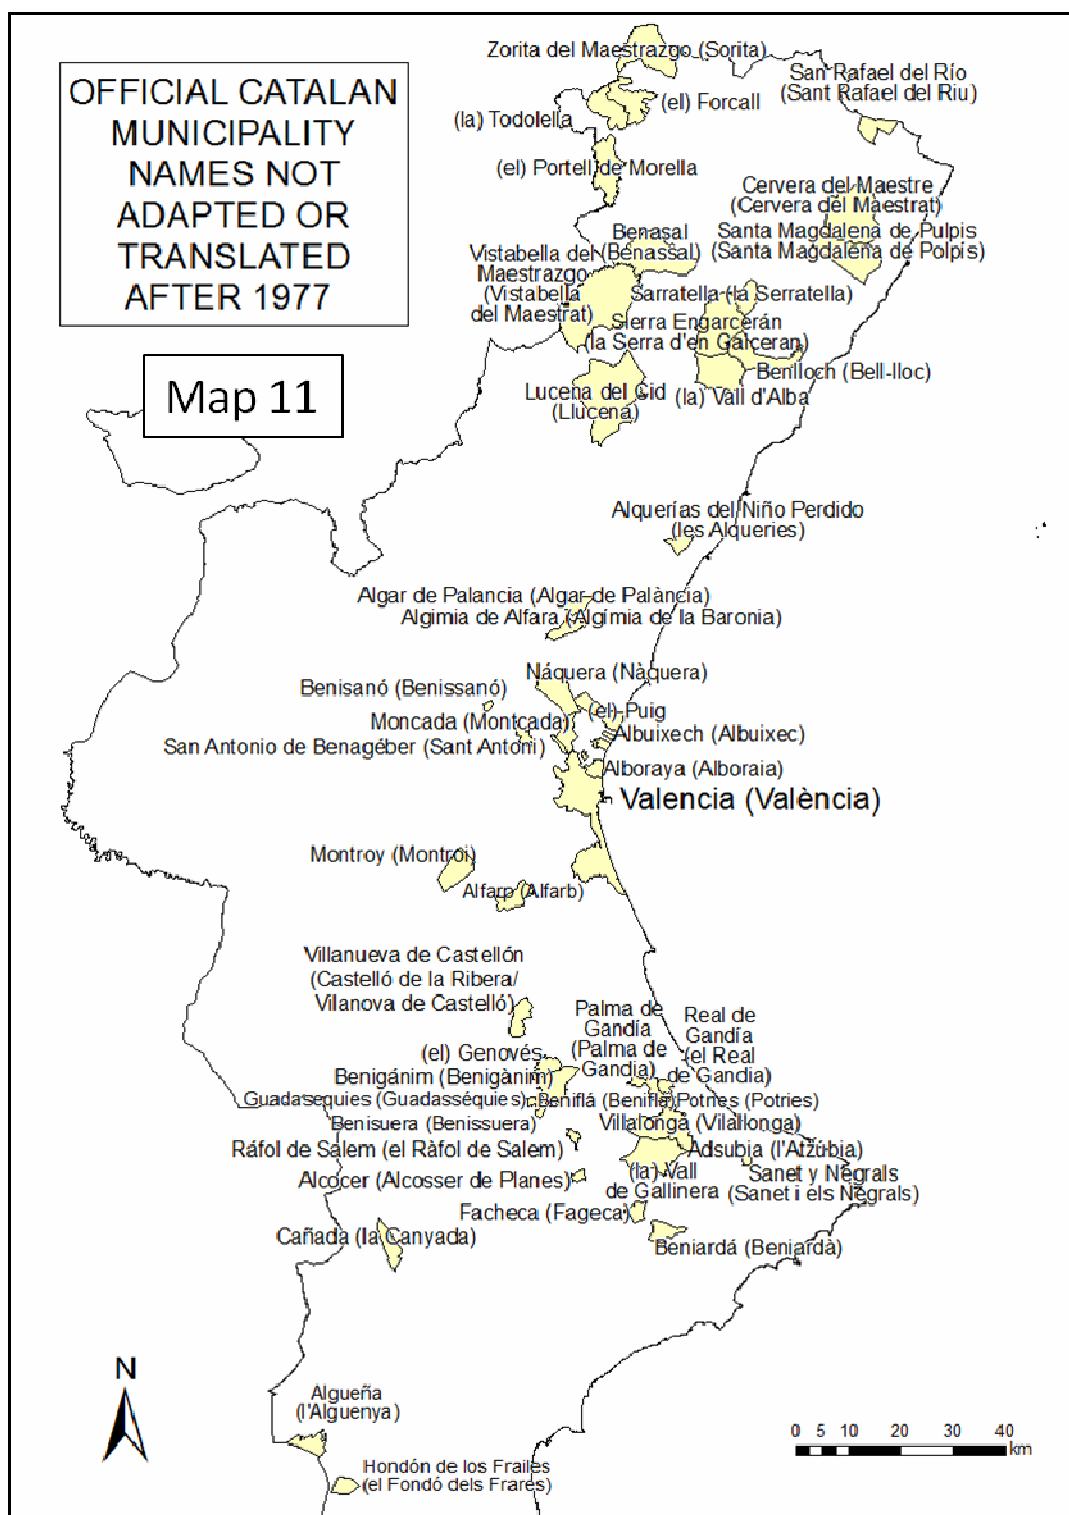 OFFICIAL CATALAN
MUNICIPALITY
NAMES NOT
ADAPTED OR
TRANSLATED
AFTER 1977
Map 11
Zorita del Maestrazgo (Sorita)
San Rafael del Río
(Sant Rafael del Riu)
(el) Forcall
(la) Todolella
(el) Portell de Morella
Cervera del Maestre
(Cervera del Maestrat)
Benasal
(Benassal)
Santa Magdalena de Pulpis
(Santa Magdalena de Polpís)
Vistabella del
Maestrazgo
(Vistabella
del Maestrat)
Sarratella (la Serratella)
Sierra Engarcerán
(la Serra d'en Galceran)
Benlloch (Bell-lloc)
Lucena del Cid
(Llucena)
(la) Vall d'Alba
Alquerías del Niño Perdido
(les Alqueries)
Algar de Palancia (Algar de Palància)
Algimia de Alfara (Algímia de la Baronia)
Náquera (Nàquera)
Benisanó (Benissanó)
(el) Puig
Moncada (Montcada)
Albuixech (Albuixec)
San Antonio de Benagéber (Sant Antoni)
Alboraya (Alboraia)
Valencia (València)
Montroy (Montroi)
Alfarp (Alfarb)
Villanueva de Castellón
(Castelló de la Ribera/
Vilanova de Castelló)
Palma de
Gandía
(Palma de
Gandia)
Real de
Gandía
(el Real
de Gandia)
(el) Genovés
Benigánim (Benigànim)
Guadasequies (Guadasséquies)
Beniflá (Beniflà)
Potries (Potries)
Benisuera (Benissuera)
Villalonga (Vilallonga)
Ráfol de Salem (el Ràfol de Salem)
Adsubia (l'Atzúbia)
Alcocer (Alcosser de Planes)
(la) Vall
de Gallinera
Sanet y Negrals
(Sanet i els Negrals)
Facheca (Fageca)
Cañada (la Canyada)
Beniardá (Beniardà)
N
Algueña
(l'Alguenya)
0 5 10 20 30 40
km
Hondón de los Frailes
(el Fondó dels Frares)